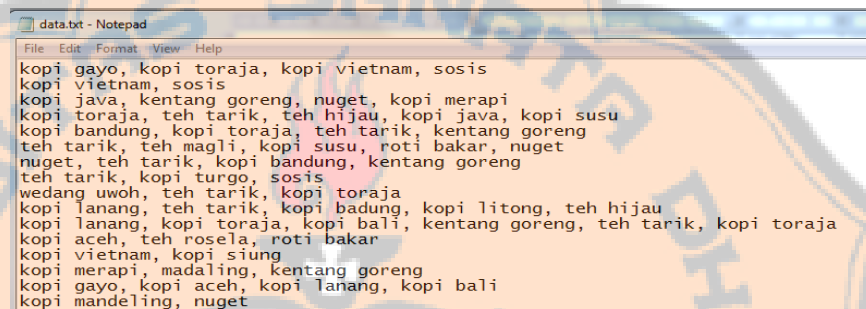 data.txt - Notepad
File Edit Format View Help
kopi gayo, kopi toraja, kopi vietnam, sosis
kopi vietnam, sosis
kopi java, kentang goreng, nuget, kopi merapi
kopi toraja, teh tarik, teh hijau, kopi java, kopi susu
kopi bandung, kopi toraja, teh tarik, kentang goreng
teh tarik, teh magli, kopi susu, roti bakar, nuget
nuget, teh tarik, kopi bandung, kentang goreng
teh tarik, kopi turgo, sosis
wedang uwoh, teh tarik, kopi toraja
kopi lanang, teh tarik, kopi badung, kopi litong, teh hijau
kopi lanang, kopi toraja, kopi bali, kentang goreng, teh tarik, kopi toraja
kopi aceh, teh rosela, roti bakar
kopi vietnam, kopi siung
kopi merapi, madaling, kentang goreng
kopi gayo, kopi aceh, kopi lanang, kopi bali
kopi mandeling, nuget